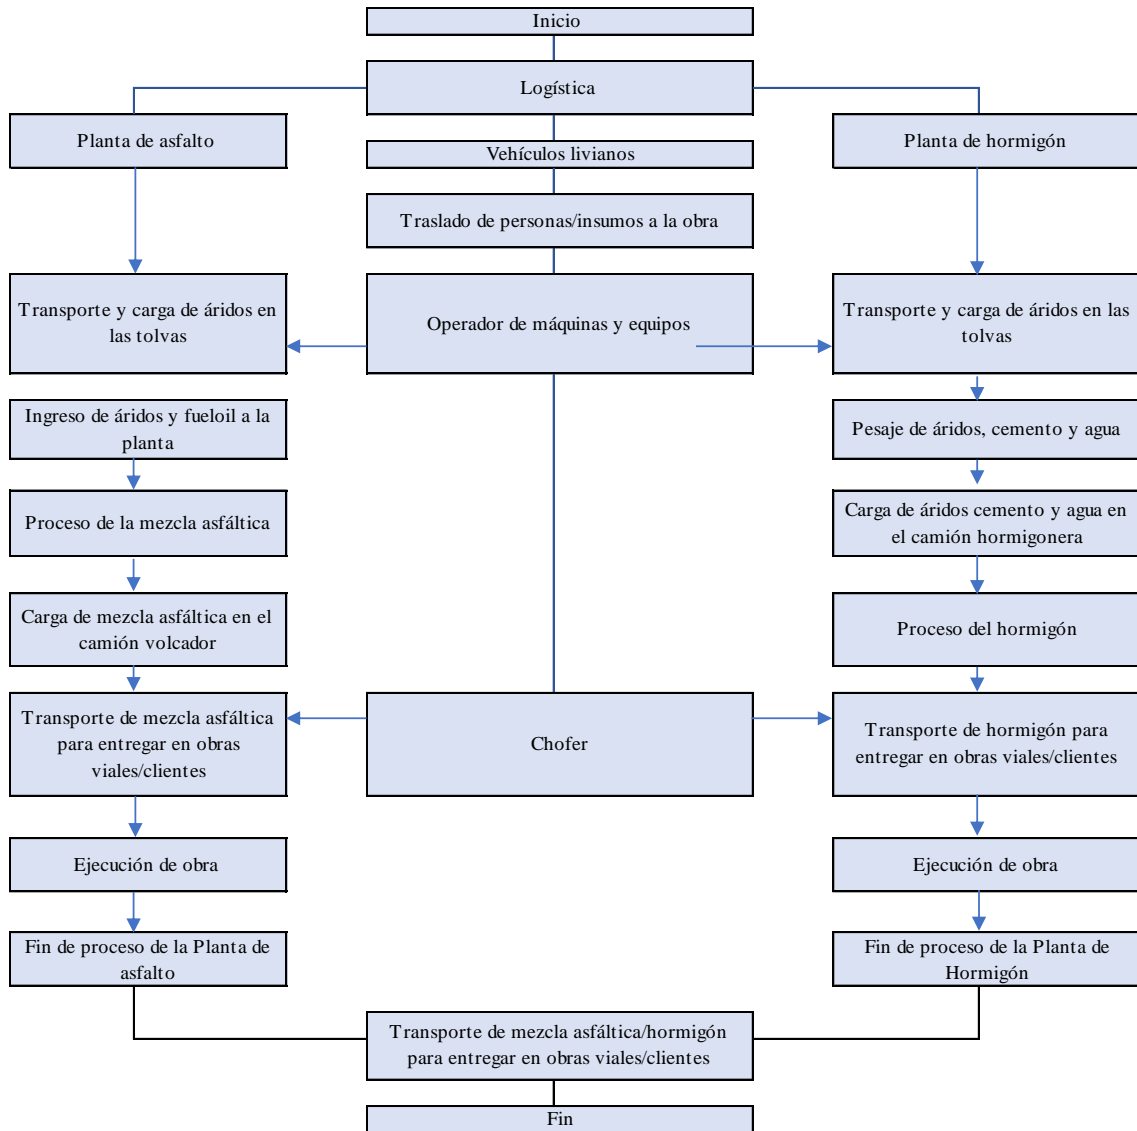 Inicio
Logística
Planta de asfalto
Vehículos livianos
Planta de hormigón
Traslado de personas/insumos a la obra
Transporte y carga de áridos en
las tolvas
Operador de máquinas y equipos
Transporte y carga de áridos en las
tolvas
Ingreso de áridos y fueloil a la
planta
Pesaje de áridos, cemento y agua
Proceso de la mezcla asfáltica
Carga de áridos cemento y agua en
el camión hormigonera
Carga de mezcla asfáltica en el
camión volcador
Proceso del hormigón
Transporte de mezcla asfáltica
para entregar en obras
viales/clientes
Chofer
Transporte de hormigón para
entregar en obras viales/clientes
Ejecución de obra
Ejecución de obra
Fin de proceso de la Planta de
asfalto
Fin de proceso de la Planta de
Hormigón
Transporte de mezcla asfáltica/hormigón
para entregar en obras viales/clientes
Fin